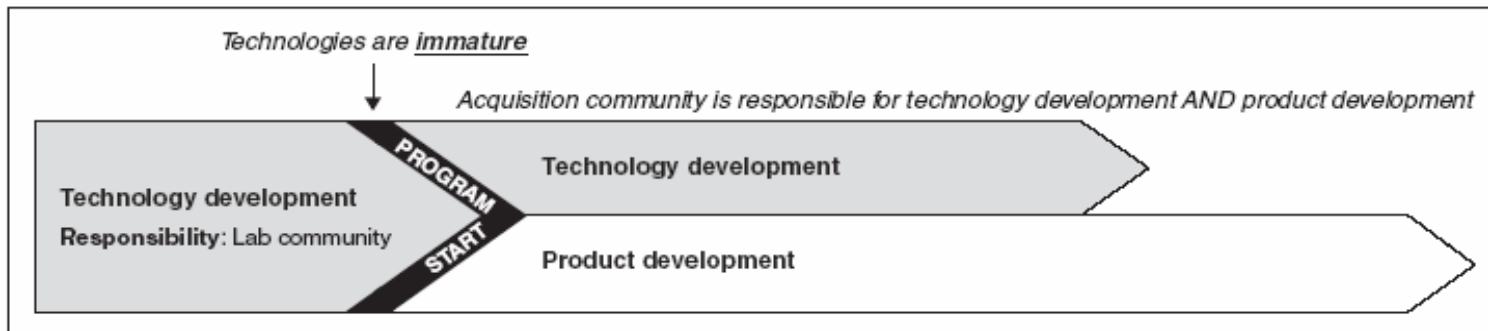 Technologies are immature
Acquisition community is responsible for technology development AND product development
PROGRAM
START
Technology development
Responsibility: Lab community
Technology development
Product development